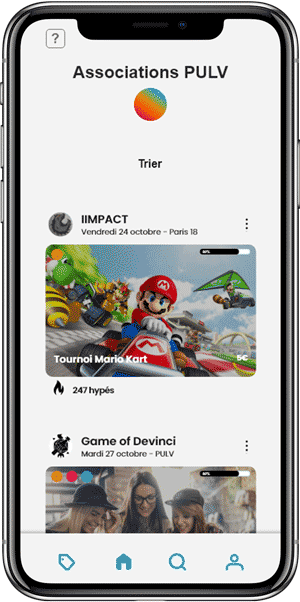 ?
Associations PULV
Trier
IIMPACT
Vendredi 24 octobre - Paris 18
Tournoi Mario Kart
5€
247 hypés
Game of Devinci
Mardi 27 octobre - PULV